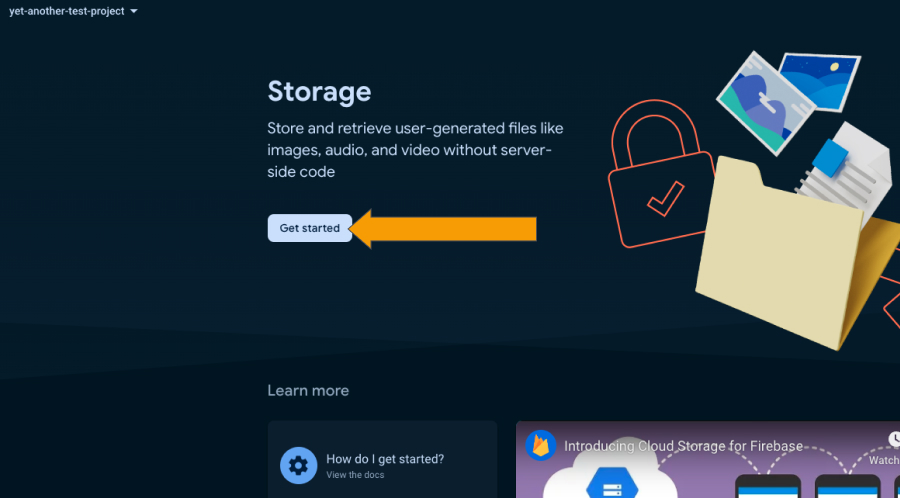 yet-another-test-project
Storage
Store and retrieve user-generated files like
images, audio, and video without server-
side code
Get started
Learn more
How do I get started?
View the docs
Introducing Cloud Storage for Firebase
Watch